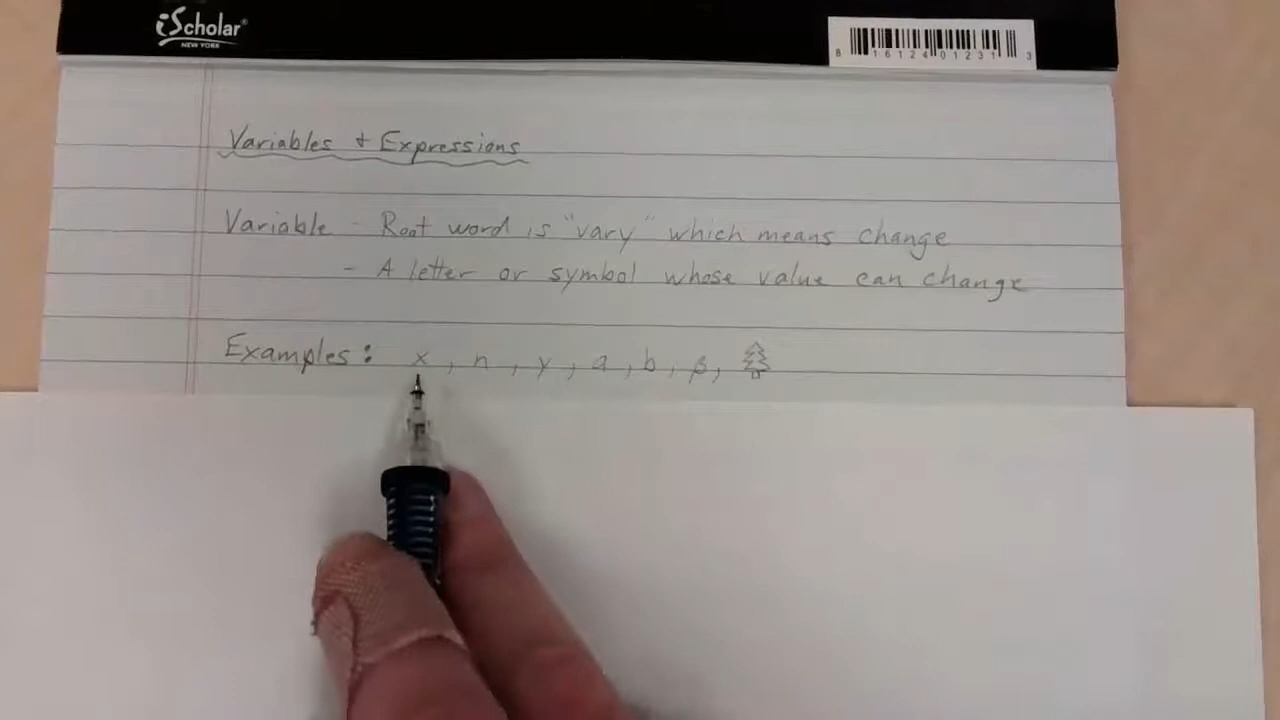 iScholar
NEW YORK
8 16124 01231 3
Variables + Expressions
Variable - Root word is "vary" which means change
- A letter or symbol whose value can change
Examples: x, n, y, a, b, β,